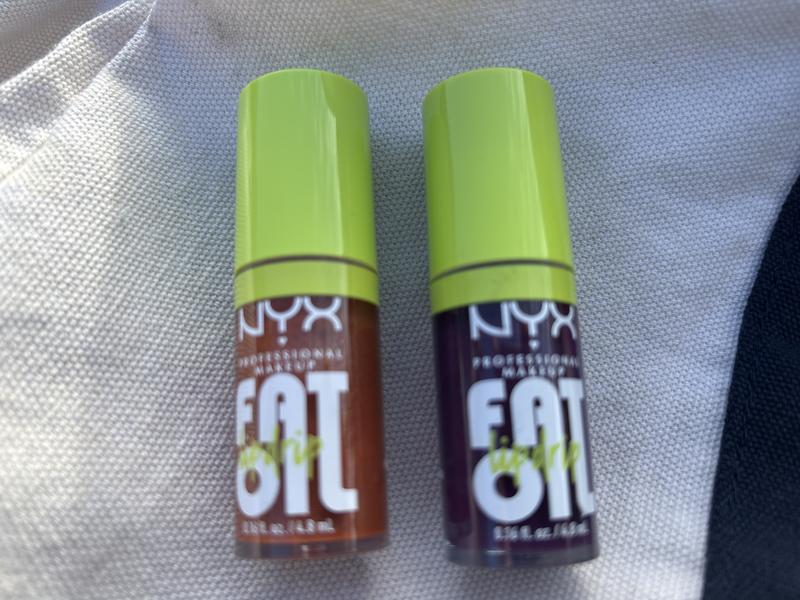 NYX
PROFESSIONAL
MAKEUP
FAT
lipdrip
OIL
0.16 fl. oz. / 4.8 mL
NYX
PROFESSIONAL
MAKEUP
FAT
lipdrip
OIL
0.16 fl. oz. / 4.8 mL